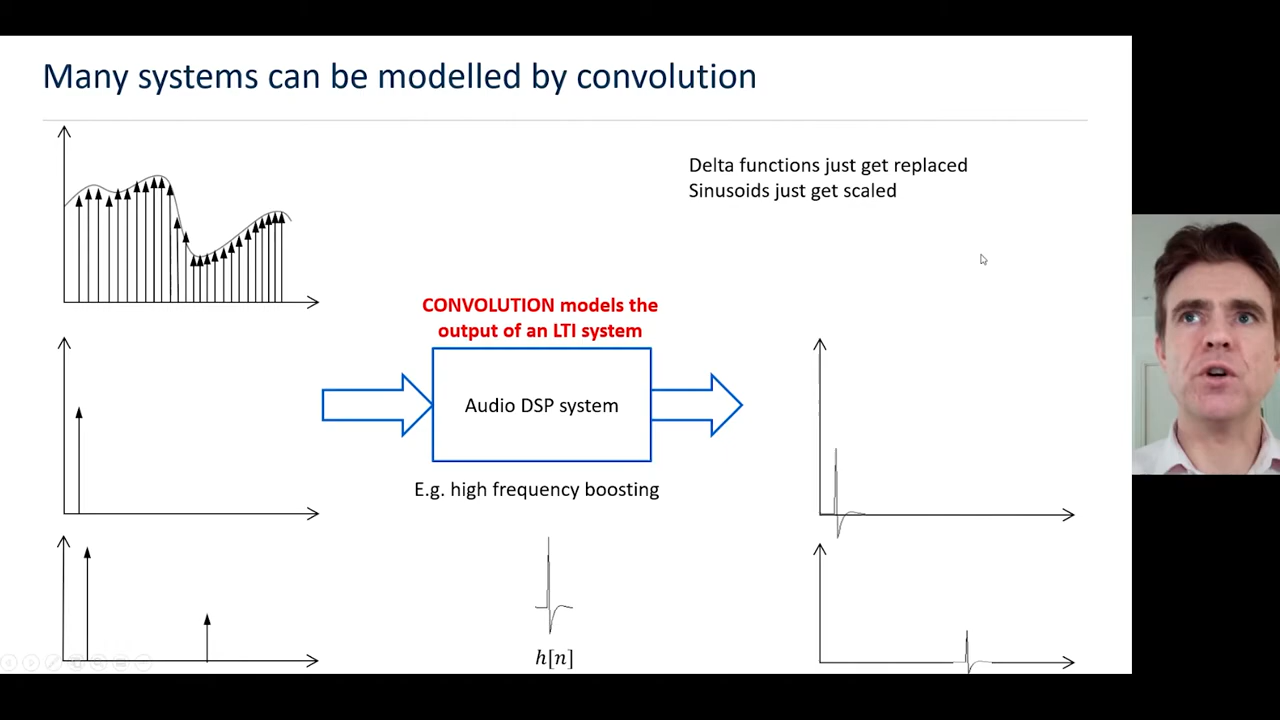 Many systems can be modelled by convolution
Delta functions just get replaced
Sinusoids just get scaled
CONVOLUTION models the
output of an LTI system
Audio DSP system
E.g. high frequency boosting
h[n]